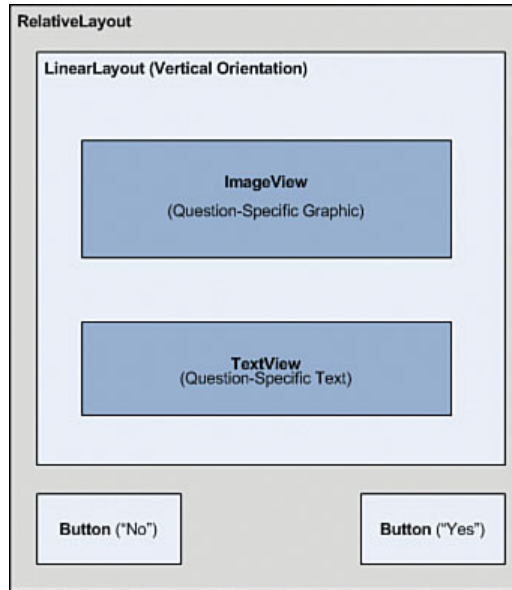 RelativeLayout
LinearLayout (Vertical Orientation)
ImageView
(Question-Specific Graphic)
TextView
(Question-Specific Text)
Button (“No”)
Button (“Yes”)